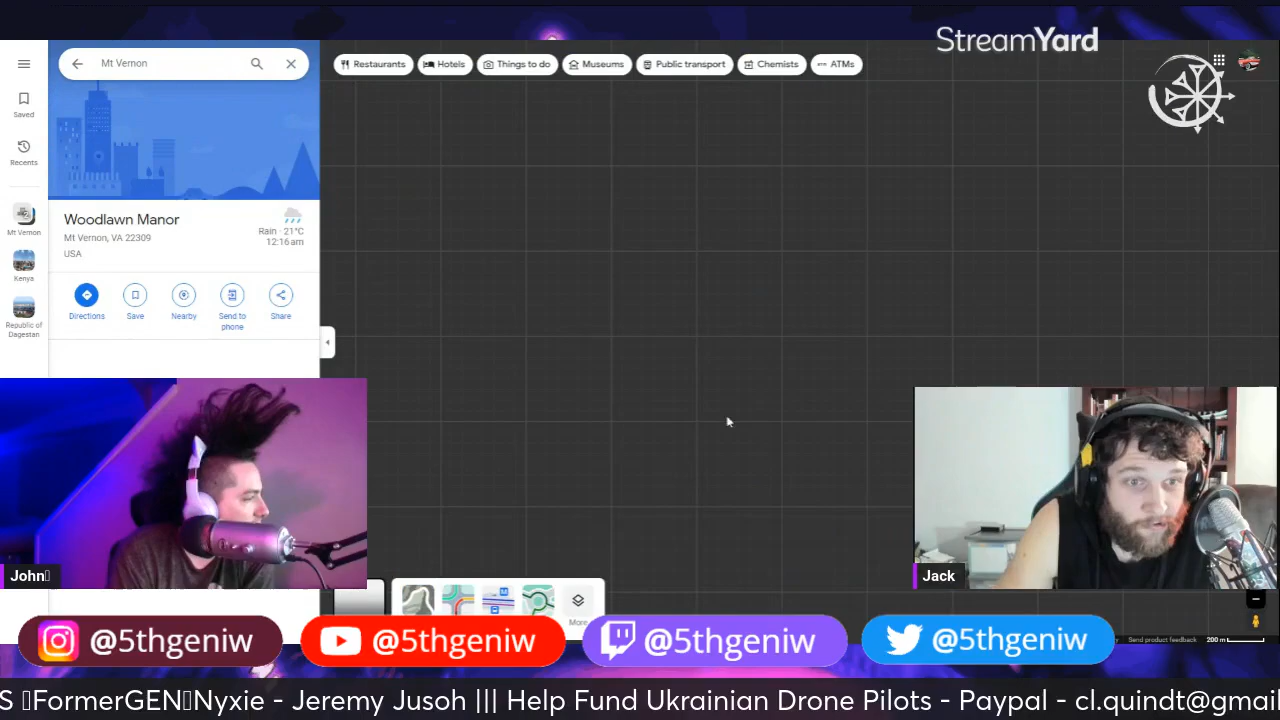 StreamYard
Mt Vernon
Restaurants
Hotels
Things to do
Museums
Public transport
Chemists
ATMs
Saved
Recents
Mt Vernon
Kenya
Republic of
Dagestan
Woodlawn Manor
Mt Vernon, VA 22309
USA
Rain · 21°C
12:16 am
Directions
Save
Nearby
Send to
phone
Share
John
Jack
More
Send product feedback
200 m
@5thgeniw
@5thgeniw
@5thgeniw
@5thgeniw
S ▯FormerGEN▯Nyxie - Jeremy Jusoh ||| Help Fund Ukrainian Drone Pilots - Paypal - cl.quindt@gmai